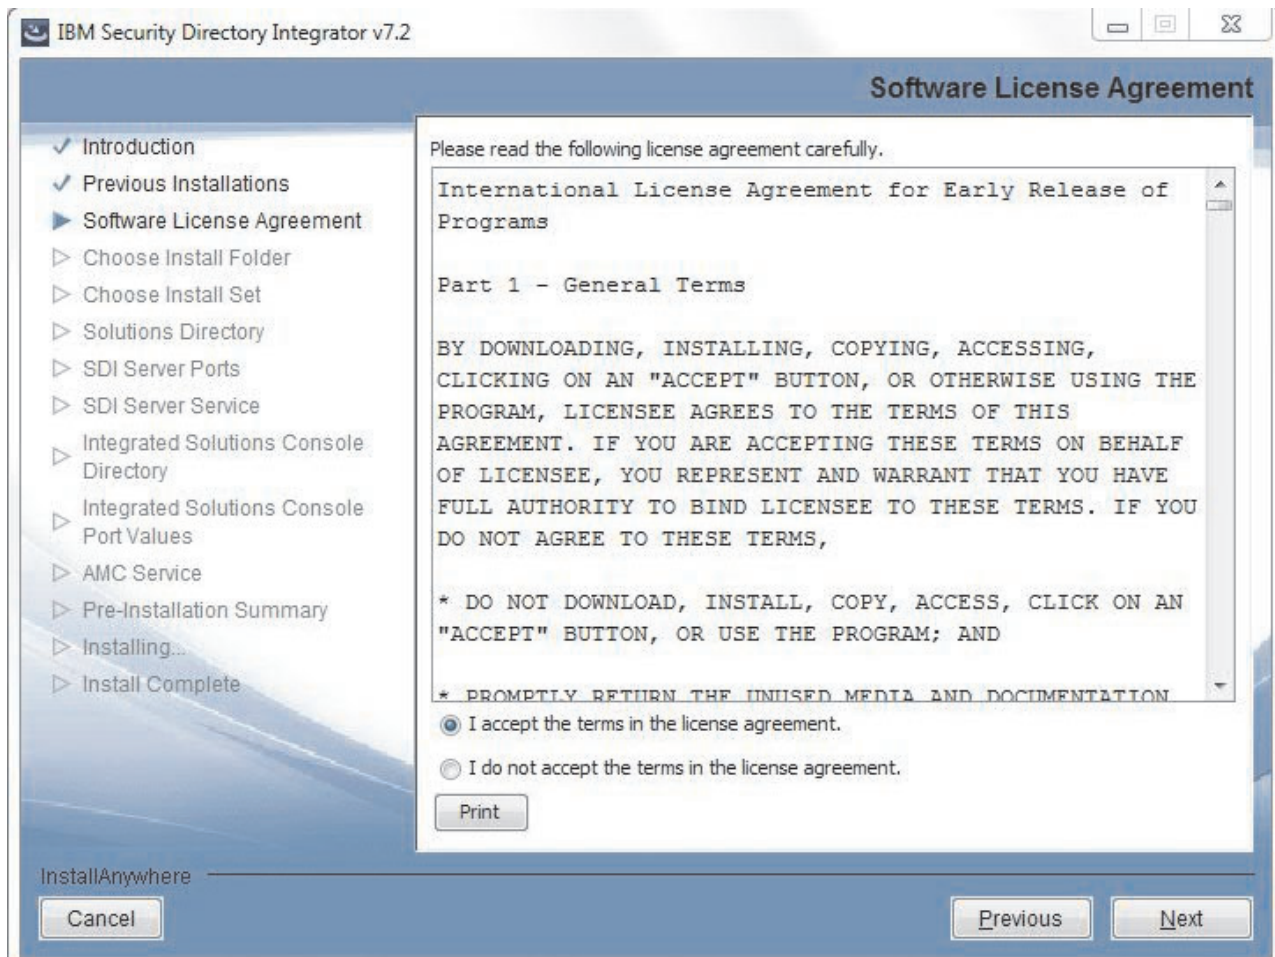 IBM Security Directory Integrator v7.2
Software License Agreement
Introduction
Previous Installations
Software License Agreement
Choose Install Folder
Choose Install Set
Solutions Directory
SDI Server Ports
SDI Server Service
Integrated Solutions Console
Directory
Integrated Solutions Console
Port Values
AMC Service
Pre-Installation Summary
Installing...
Install Complete
Please read the following license agreement carefully.
International License Agreement for Early Release of
Programs
Part 1 - General Terms
BY DOWNLOADING, INSTALLING, COPYING, ACCESSING,
CLICKING ON AN "ACCEPT" BUTTON, OR OTHERWISE USING THE
PROGRAM, LICENSEE AGREES TO THE TERMS OF THIS
AGREEMENT. IF YOU ARE ACCEPTING THESE TERMS ON BEHALF
OF LICENSEE, YOU REPRESENT AND WARRANT THAT YOU HAVE
FULL AUTHORITY TO BIND LICENSEE TO THESE TERMS. IF YOU
DO NOT AGREE TO THESE TERMS,
* DO NOT DOWNLOAD, INSTALL, COPY, ACCESS, CLICK ON AN
"ACCEPT" BUTTON, OR USE THE PROGRAM; AND
* PROMPTLY RETURN THE UNUSED MEDIA AND DOCUMENTATION
I accept the terms in the license agreement.
I do not accept the terms in the license agreement.
Print
InstallAnywhere
Cancel
Previous
Next